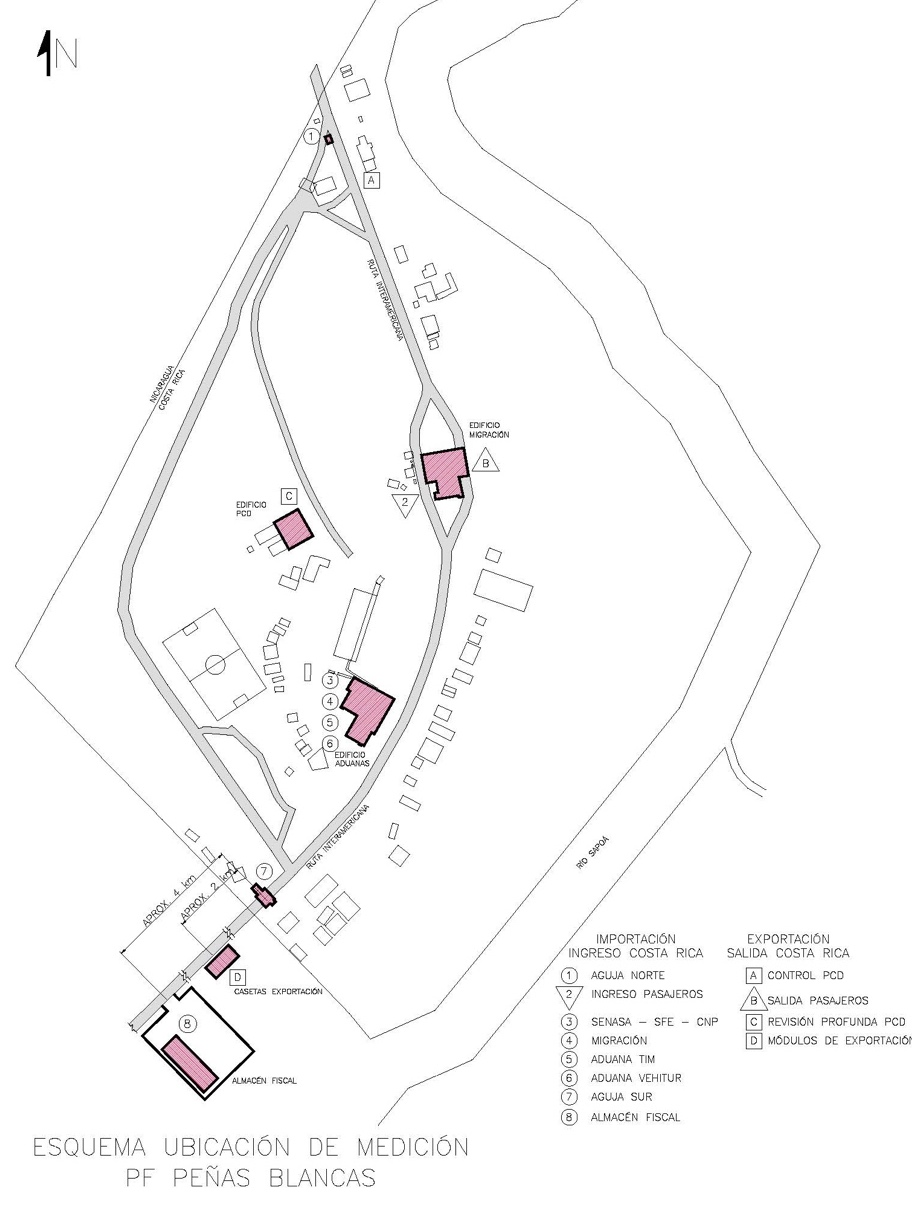 N
1
A
RUTA INTERAMERICANA
NICARAGUA
COSTA RICA
EDIFICIO
MIGRACIÓN
B
2
C
EDIFICIO
PCD
3
4
5
6
EDIFICIO
ADUANAS
RUTA INTERAMERICANA
RÍO SAPOA
7
APROX. 4 km
APROX. 2 km
D
CASETAS EXPORTACIÓN
8
ALMACÉN FISCAL
IMPORTACIÓN
INGRESO COSTA RICA
1 AGUJA NORTE
2 INGRESO PASAJEROS
3 SENASA – SFE – CNP
4 MIGRACIÓN
5 ADUANA TIM
6 ADUANA VEHITUR
7 AGUJA SUR
8 ALMACÉN FISCAL
EXPORTACIÓN
SALIDA COSTA RICA
A CONTROL PCD
B SALIDA PASAJEROS
C REVISIÓN PROFUNDA PCD
D MÓDULOS DE EXPORTACIÓN
ESQUEMA UBICACIÓN DE MEDICIÓN
PF PEÑAS BLANCAS